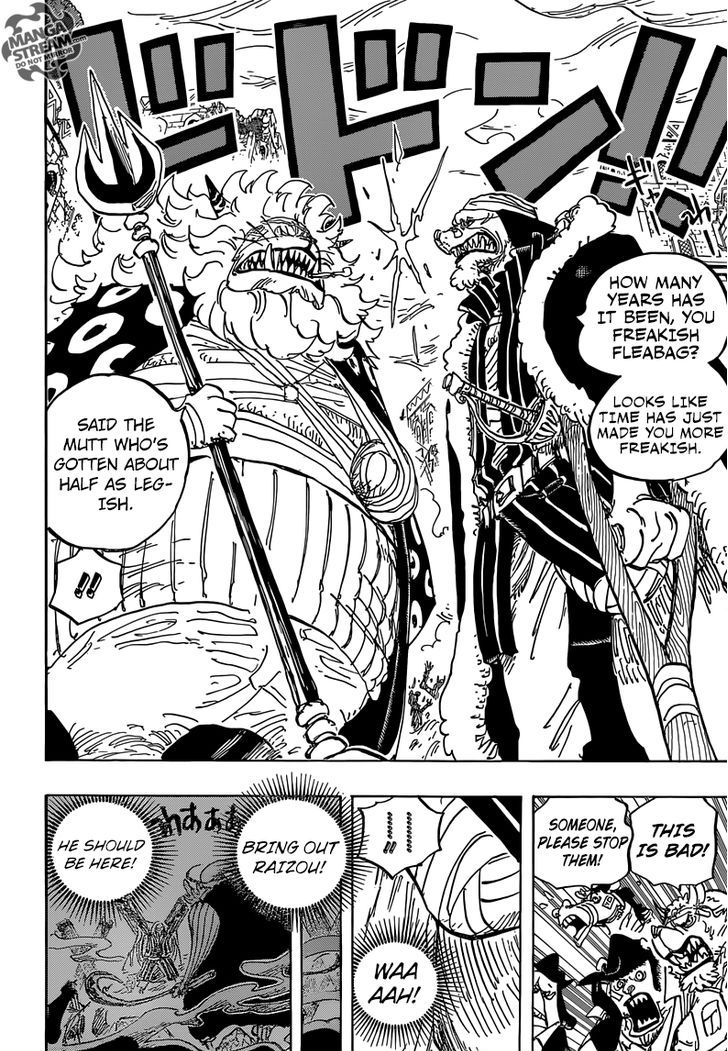 MANGA
STREAM.com
DO NOT MIRROR
ドドン!!
HOW MANY
YEARS HAS
IT BEEN, YOU
FREAKISH
FLEABAG?
LOOKS LIKE
TIME HAS JUST
MADE YOU MORE
FREAKISH.
SAID THE
MUTT WHO'S
GOTTEN ABOUT
HALF AS LEG-
ISH.
!!
THIS
IS BAD!
SOMEONE,
PLEASE STOP
THEM!
!!
WAA
AAH!
BRING OUT
RAIZOU!
HE SHOULD
BE HERE!